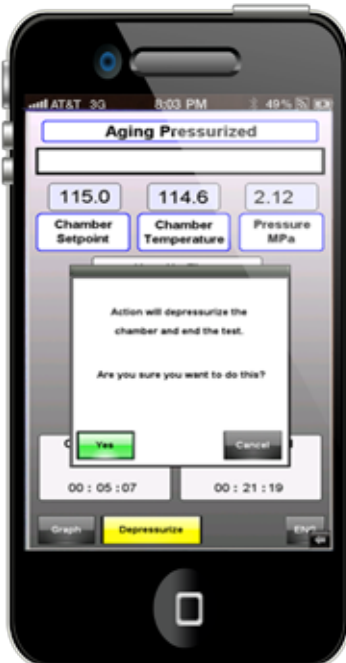 AT&T 3G 8:03 PM 49%
Aging Pressurized
115.0 114.6 2.12
Chamber Setpoint
Chamber Temperature
Pressure MPa
Action will depressurize the
chamber and end the test.
Are you sure you want to do this?
Yes Cancel
00 : 05 : 07 00 : 21 : 19
Graph Depressurize